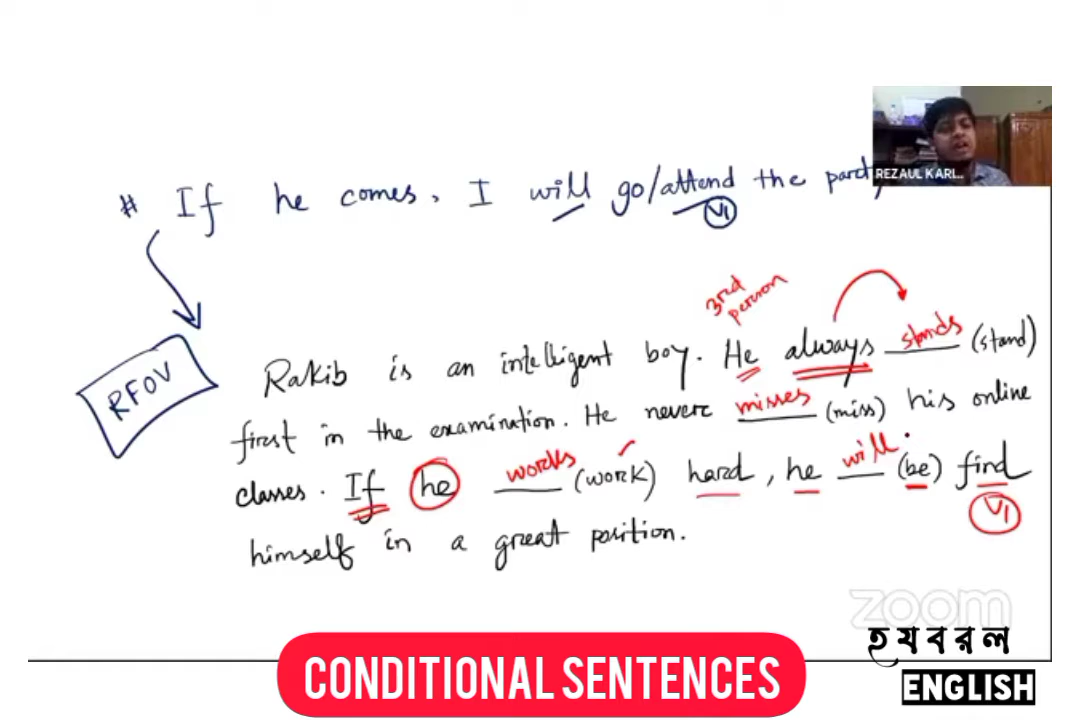 # If he comes, I will go/attend the party
V1
REZAUL KARI...
RFOV
3rd person
Rakib is an intelligent boy. He always stands (stand)
first in the examination. He never misses (miss) his online
classes. If he works (work) hard, he will (be) find
V1
himself in a great position.
zoom
হযবরল
ENGLISH
CONDITIONAL SENTENCES